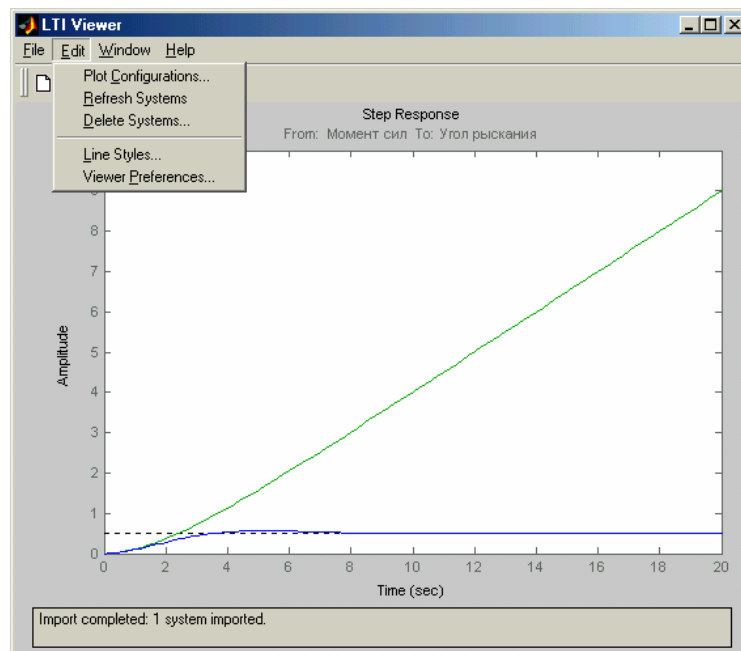 LTI Viewer
File Edit Window Help
Plot Configurations...
Refresh Systems
Delete Systems...
Line Styles...
Viewer Preferences...
Step Response
From: Момент сил To: Угол рыскания
Amplitude
8
7
6
5
4
3
2
1
0
0 2 4 6 8 10 12 14 16 18 20
Time (sec)
Import completed: 1 system imported.